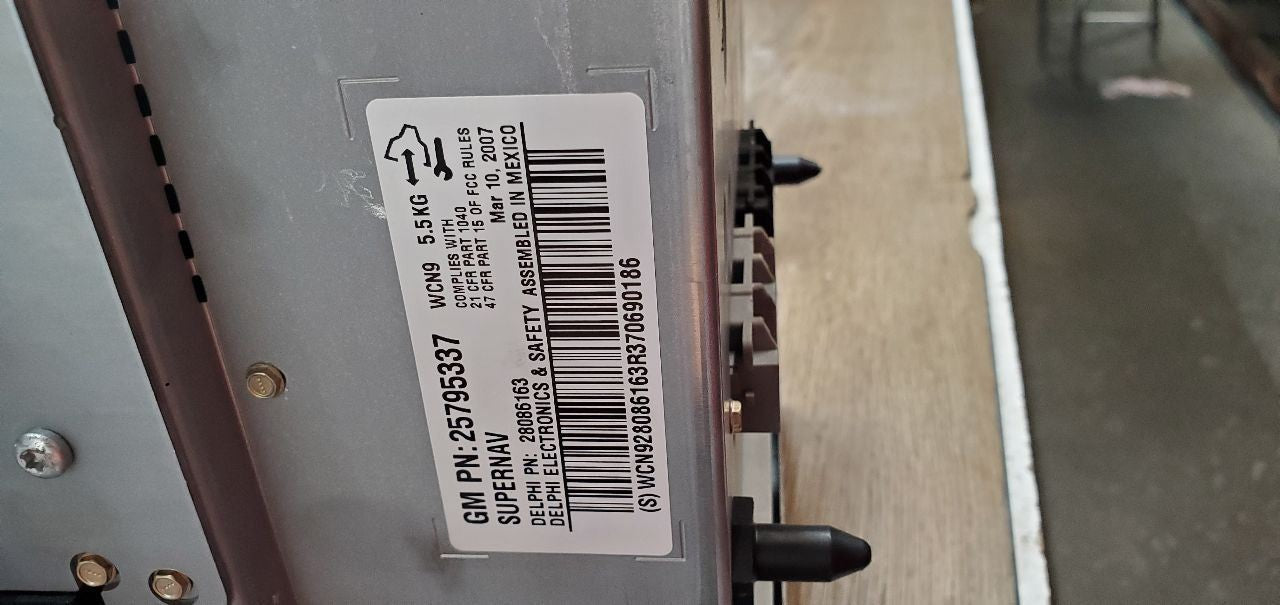 GM PN: 25795337
SUPERNAV
WCN9 5.5KG
COMPLIES WITH
21 CFR PART 1040
47 CFR PART 15 OF FCC RULES
DELPHI PN: 28086163 Mar 10, 2007
DELPHI ELECTRONICS & SAFETY ASSEMBLED IN MEXICO
(S)WCN928086163R370690186